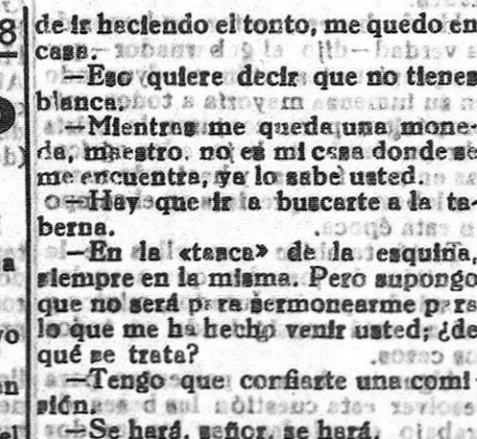 de ir haciendo el tonto, me quedo en
casa.
—Eso quiere decir que no tienes
blanca.
—Mientras me queda una mone-
da, maestro, no es mi casa donde se
me encuentra, ya lo sabe usted.
—Hay que ir a buscarte a la ta-
berna.
—En la «tasca» de la esquina,
siempre en la misma. Pero supongo
que no será para sermonearme para
lo que me ha hecho venir usted; ¿de
qué se trata?
—Tengo que confiarte una comi-
sión.
—Se hará, señor, se hará.